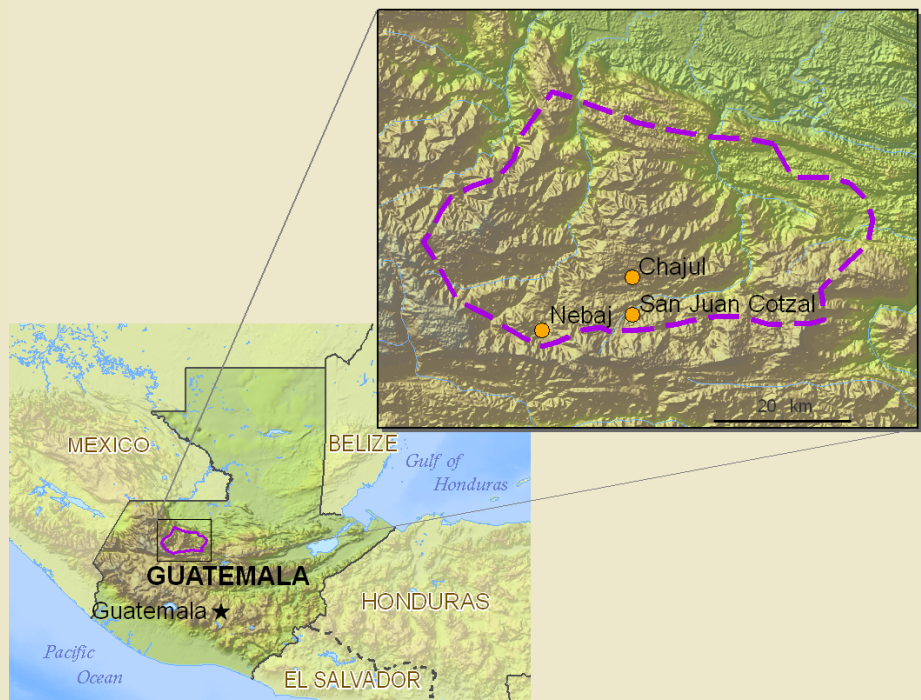 Chajul
San Juan Cotzal
Nebaj
20 km
MEXICO
BELIZE
Gulf of
Honduras
GUATEMALA
Guatemala
HONDURAS
Pacific
Ocean
EL SALVADOR